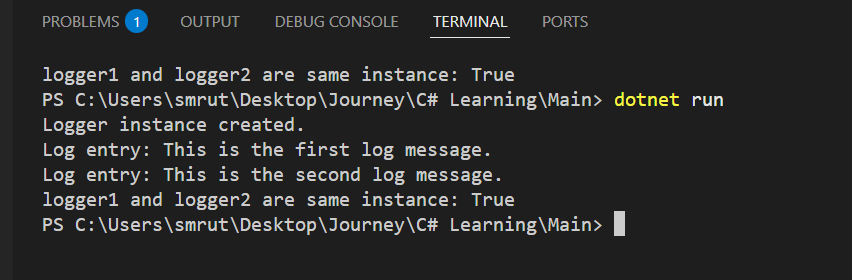 PROBLEMS 1 OUTPUT DEBUG CONSOLE TERMINAL PORTS
logger1 and logger2 are same instance: True
PS C:\Users\smrut\Desktop\Journey\C# Learning\Main> dotnet run
Logger instance created.
Log entry: This is the first log message.
Log entry: This is the second log message.
logger1 and logger2 are same instance: True
PS C:\Users\smrut\Desktop\Journey\C# Learning\Main>